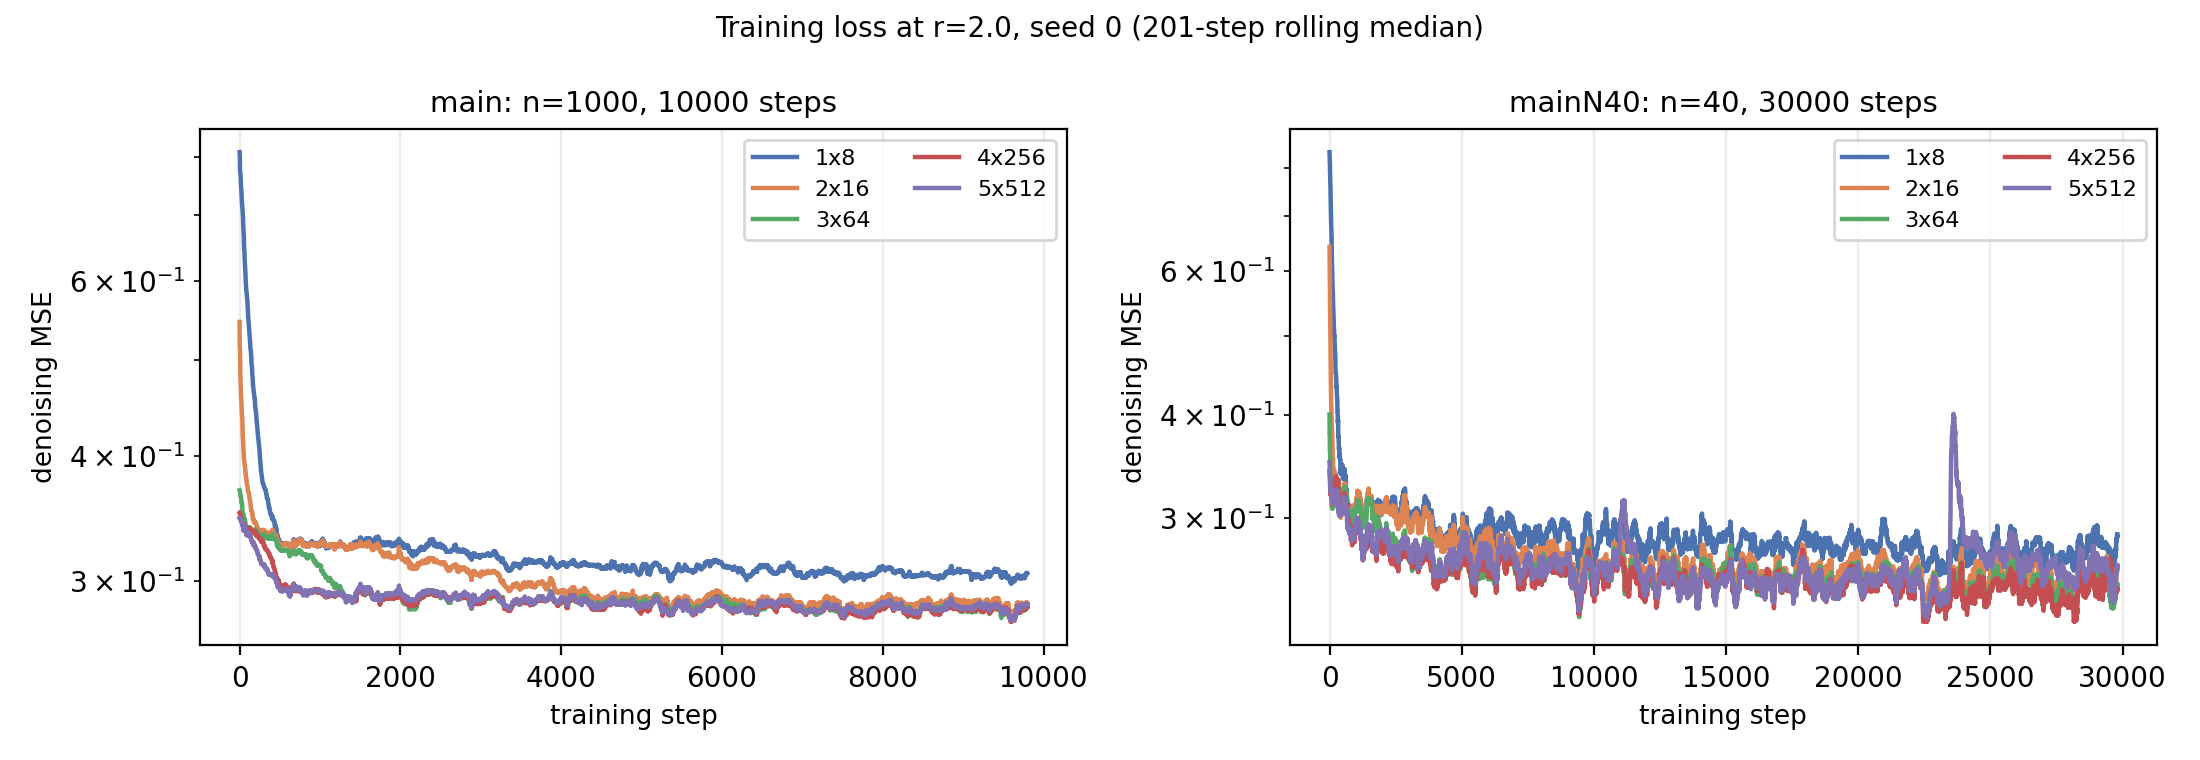 Training loss at r=2.0, seed 0 (201-step rolling median)
main: n=1000, 10000 steps
1x8
2x16
3x64
4x256
5x512
6 × 10⁻¹
4 × 10⁻¹
3 × 10⁻¹
denoising MSE
0 2000 4000 6000 8000 10000
training step
mainN40: n=40, 30000 steps
1x8
2x16
3x64
4x256
5x512
6 × 10⁻¹
4 × 10⁻¹
3 × 10⁻¹
denoising MSE
0 5000 10000 15000 20000 25000 30000
training step